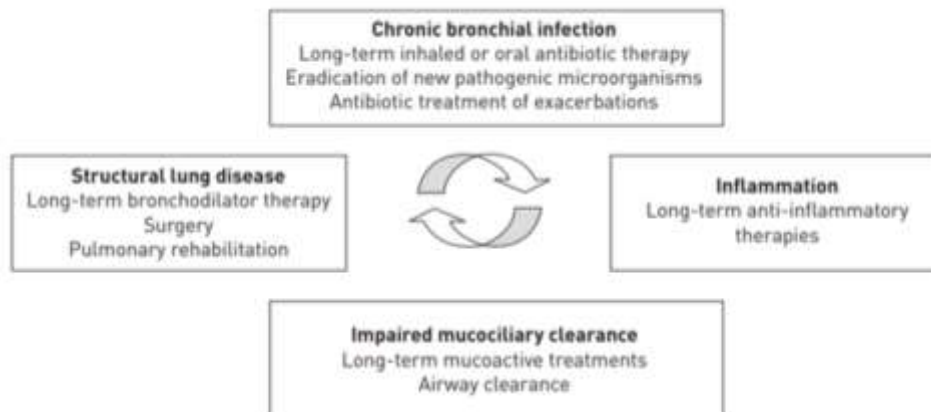 Chronic bronchial infection
Long-term inhaled or oral antibiotic therapy
Eradication of new pathogenic microorganisms
Antibiotic treatment of exacerbations
Structural lung disease
Long-term bronchodilator therapy
Surgery
Pulmonary rehabilitation
Inflammation
Long-term anti-inflammatory
therapies
Impaired mucociliary clearance
Long-term mucoactive treatments
Airway clearance